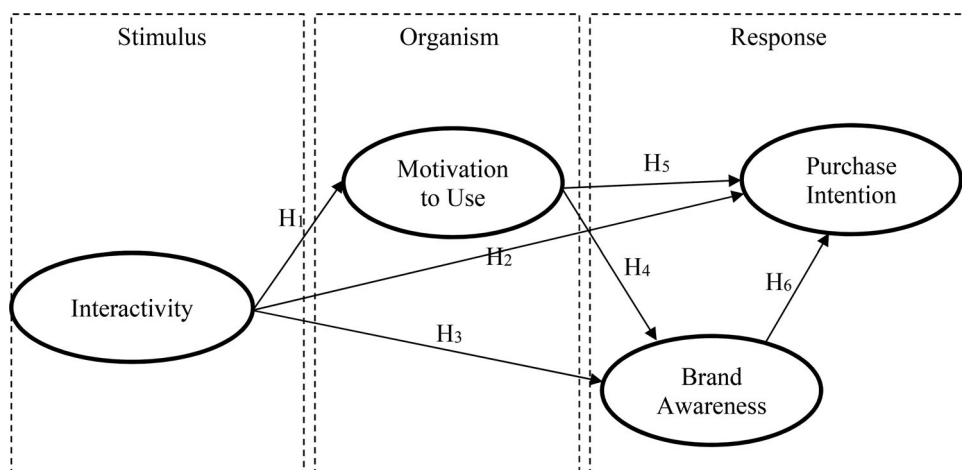 Stimulus
Organism
Response
Motivation
to Use
Purchase
Intention
Interactivity
Brand
Awareness
H1
H2
H3
H4
H5
H6